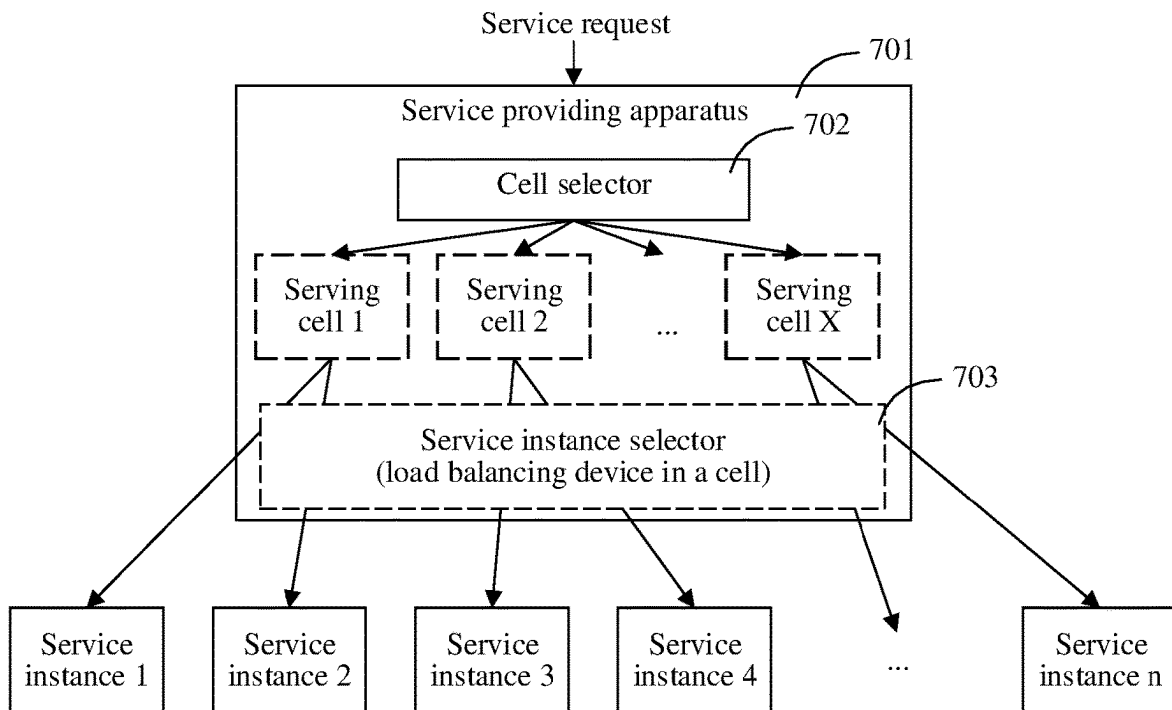 Service request
701
Service providing apparatus
702
Cell selector
Serving
cell 1
Serving
cell 2
...
Serving
cell X
703
Service instance selector
(load balancing device in a cell)
Service
instance 1
Service
instance 2
Service
instance 3
Service
instance 4
...
Service
instance n